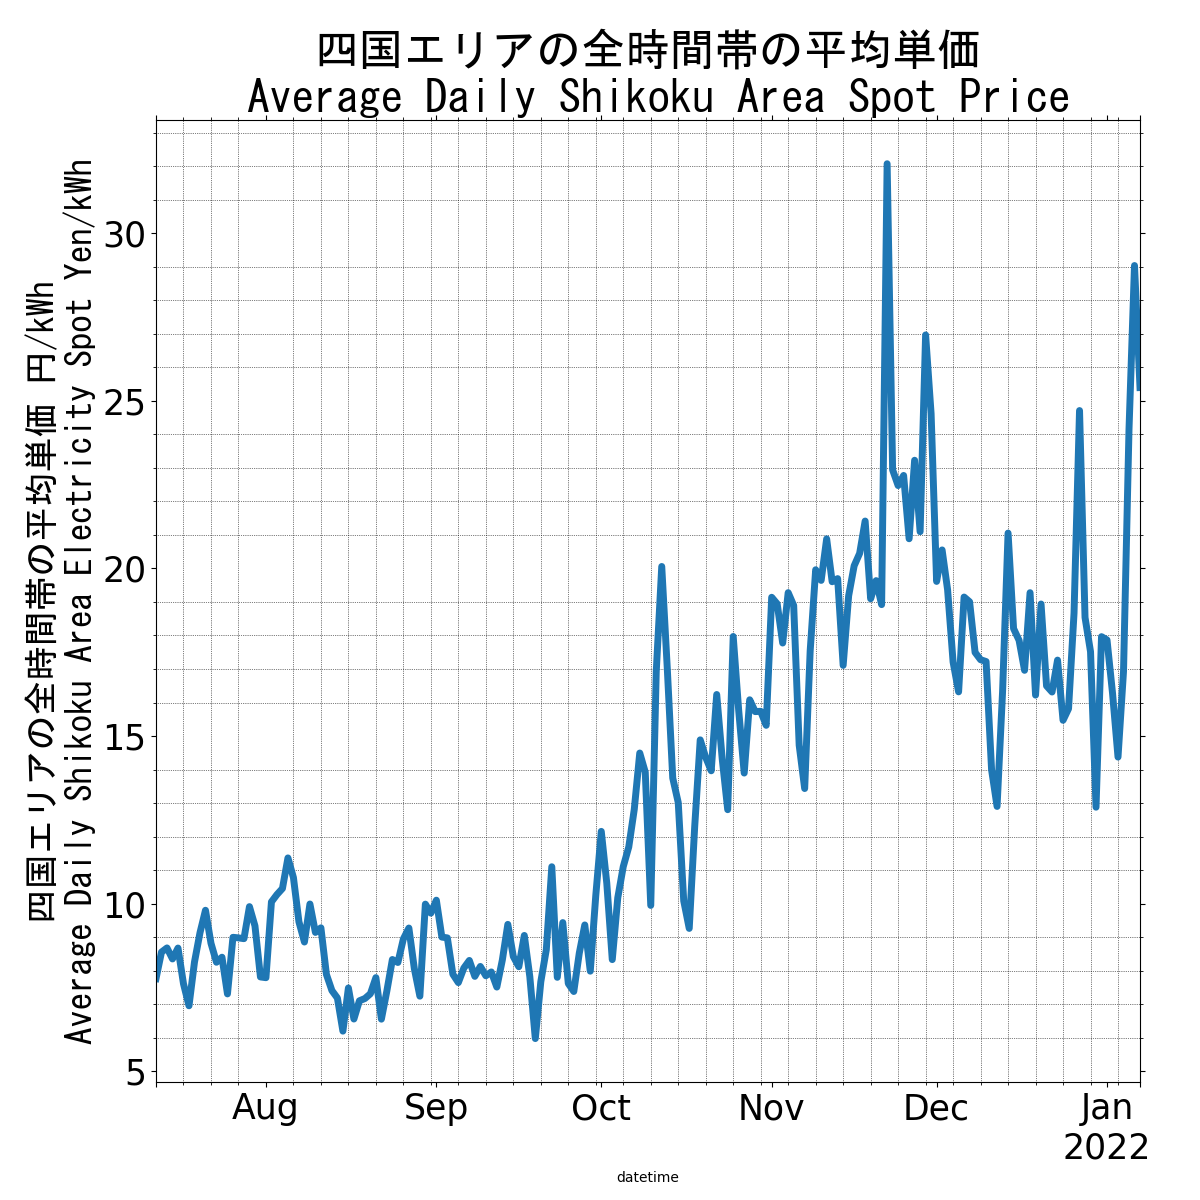 四国エリアの全時間帯の平均単価
Average Daily Shikoku Area Spot Price
四国エリアの全時間帯の平均単価 円/kWh
Average Daily Shikoku Area Electricity Spot Yen/kWh
30
25
20
15
10
5
Aug Sep Oct Nov Dec Jan
2022
datetime